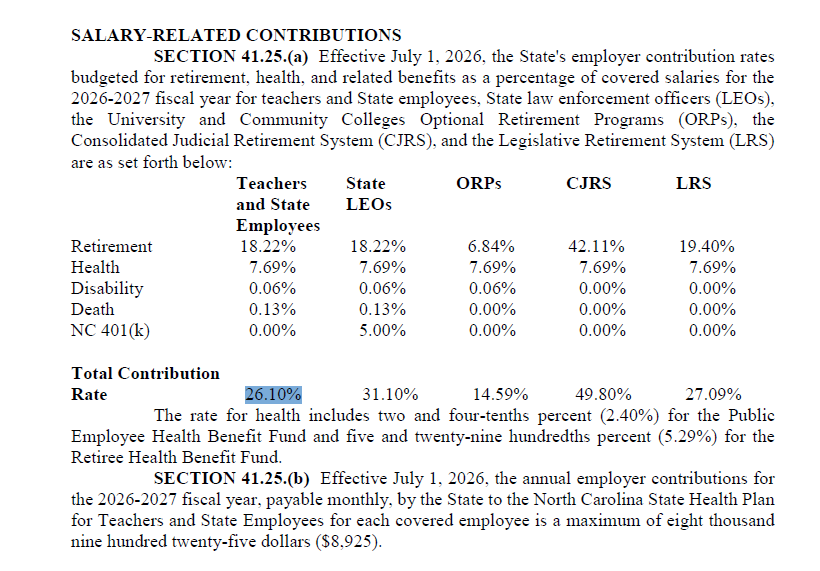 SALARY-RELATED CONTRIBUTIONS
SECTION 41.25.(a) Effective July 1, 2026, the State's employer contribution rates
budgeted for retirement, health, and related benefits as a percentage of covered salaries for the
2026-2027 fiscal year for teachers and State employees, State law enforcement officers (LEOs),
the University and Community Colleges Optional Retirement Programs (ORPs), the
Consolidated Judicial Retirement System (CJRS), and the Legislative Retirement System (LRS)
are as set forth below:
Teachers State ORPs CJRS LRS
and State LEOs
Employees
Retirement 18.22% 18.22% 6.84% 42.11% 19.40%
Health 7.69% 7.69% 7.69% 7.69% 7.69%
Disability 0.06% 0.06% 0.06% 0.00% 0.00%
Death 0.13% 0.13% 0.00% 0.00% 0.00%
NC 401(k) 0.00% 5.00% 0.00% 0.00% 0.00%
Total Contribution
Rate 26.10% 31.10% 14.59% 49.80% 27.09%
The rate for health includes two and four-tenths percent (2.40%) for the Public
Employee Health Benefit Fund and five and twenty-nine hundredths percent (5.29%) for the
Retiree Health Benefit Fund.
SECTION 41.25.(b) Effective July 1, 2026, the annual employer contributions for
the 2026-2027 fiscal year, payable monthly, by the State to the North Carolina State Health Plan
for Teachers and State Employees for each covered employee is a maximum of eight thousand
nine hundred twenty-five dollars ($8,925).